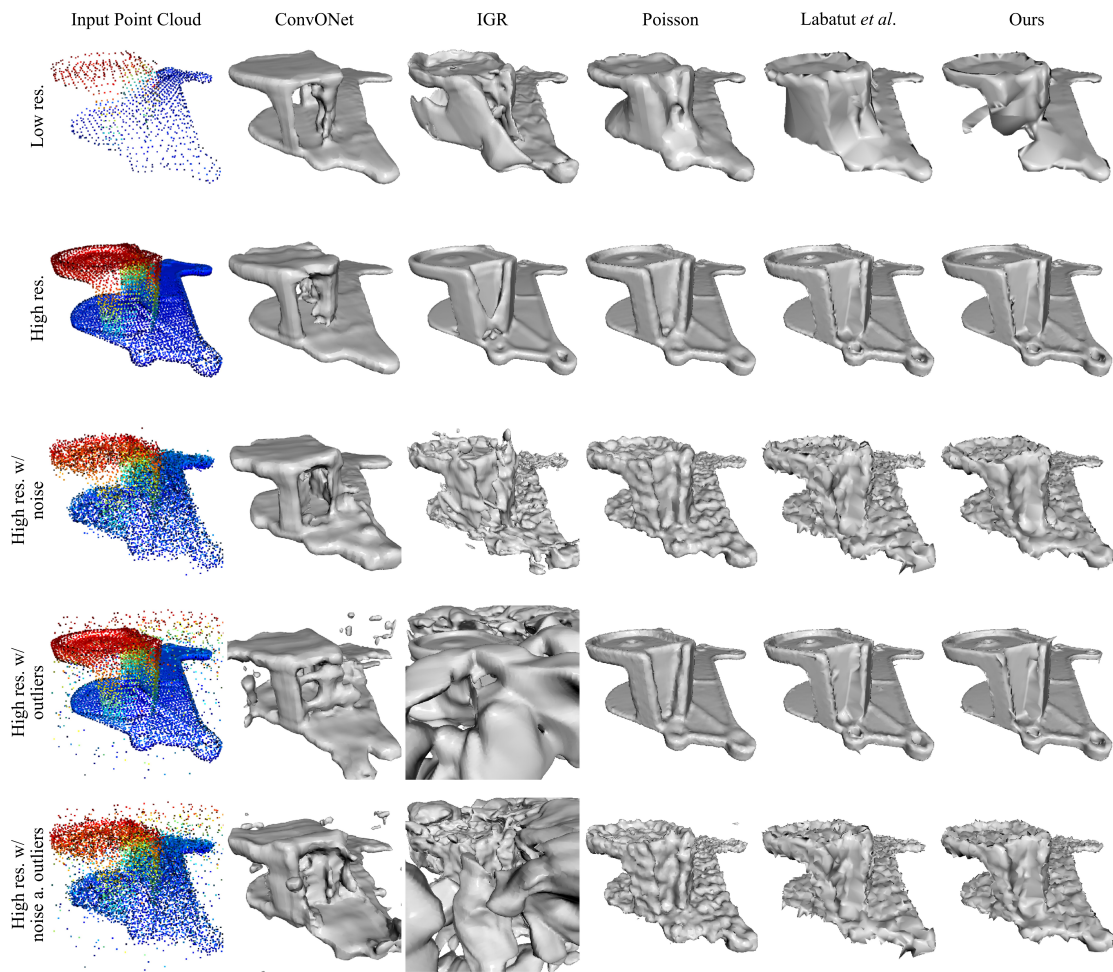 Input Point Cloud
ConvONet
IGR
Poisson
Labatut et al.
Ours
Low res.
High res.
High res. w/
noise
High res. w/
outliers
High res. w/
noise a. outliers